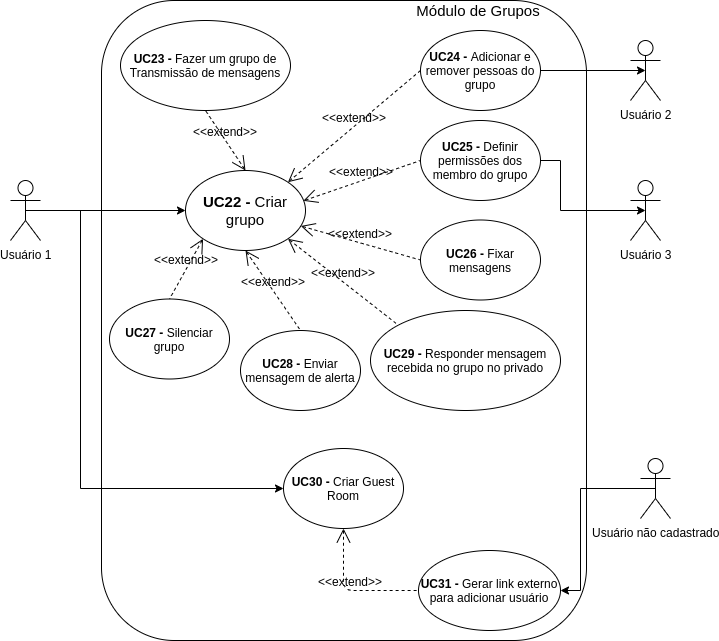 Módulo de Grupos
UC23 - Fazer um grupo de
Transmissão de mensagens
UC24 - Adicionar e
remover pessoas do
grupo
Usuário 2
<<extend>>
<<extend>>
UC25 - Definir
permissões dos
membro do grupo
<<extend>>
UC22 - Criar
grupo
Usuário 1
Usuário 3
<<extend>>
UC26 - Fixar
mensagens
<<extend>>
<<extend>>
<<extend>>
UC27 - Silenciar
grupo
UC28 - Enviar
mensagem de alerta
UC29 - Responder mensagem
recebida no grupo no privado
UC30 - Criar Guest
Room
Usuário não cadastrado
<<extend>>
UC31 - Gerar link externo
para adicionar usuário